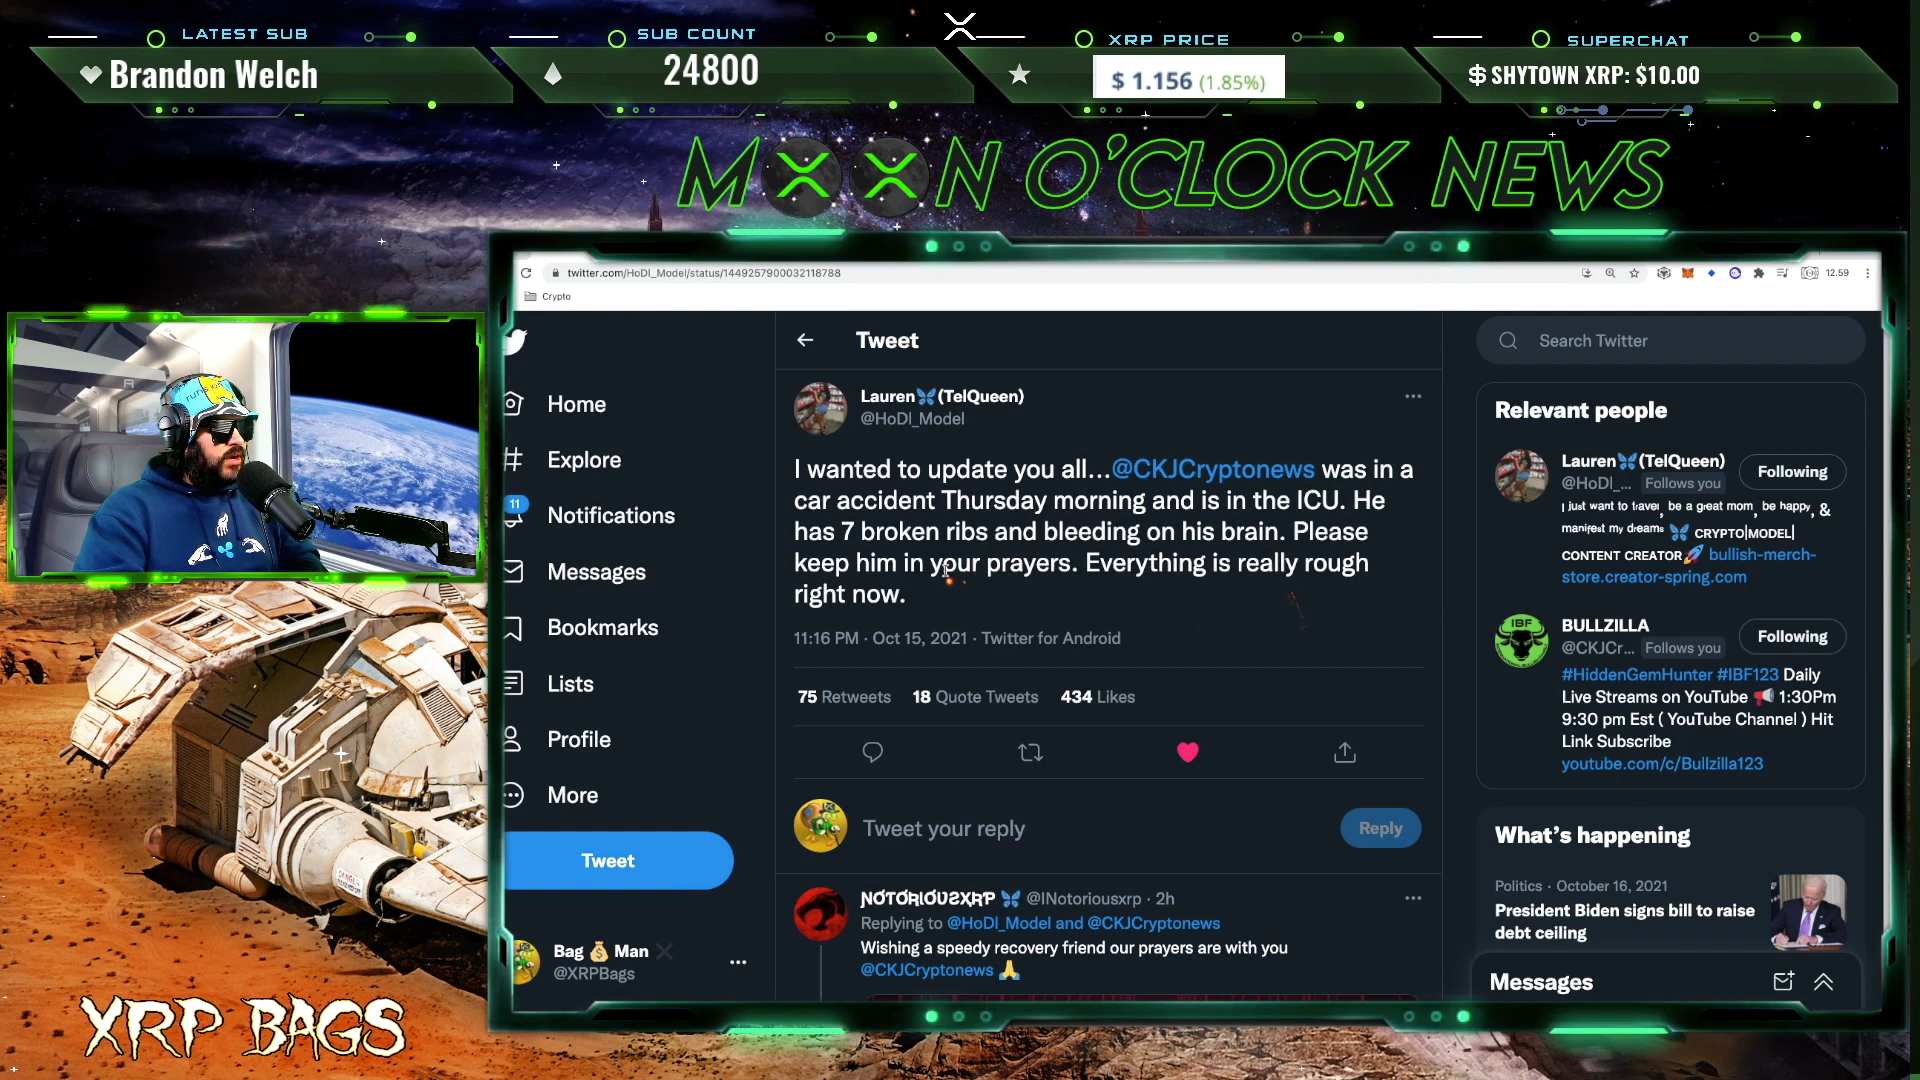 LATEST SUB
Brandon Welch
SUB COUNT
24800
XRP PRICE
$ 1.156 (1.85%)
SUPERCHAT
$ SHYTOWN XRP: $10.00
MOON O'CLOCK NEWS
twitter.com/HoDl_Model/status/1449257900032118788
12.59
Crypto
Home
Explore
11
Notifications
Messages
Bookmarks
Lists
Profile
More
Tweet
Bag 💰 Man
@XRPBags
Tweet
Lauren🦋(TelQueen)
@HoDl_Model
I wanted to update you all...@CKJCryptonews was in a
car accident Thursday morning and is in the ICU. He
has 7 broken ribs and bleeding on his brain. Please
keep him in your prayers. Everything is really rough
right now.
11:16 PM · Oct 15, 2021 · Twitter for Android
75 Retweets 18 Quote Tweets 434 Likes
Tweet your reply
Reply
NOTORIOUSXRP 🦋 @INotoriousxrp · 2h
Replying to @HoDl_Model and @CKJCryptonews
Wishing a speedy recovery friend our prayers are with you
@CKJCryptonews 🙏
Search Twitter
Relevant people
Lauren🦋(TelQueen)
@HoDl_... Follows you
Following
I just want to travel, be a great mom, be happy, &
manifest my dreams 🦋 CRYPTO|MODEL|
CONTENT CREATOR🚀 bullish-merch-
store.creator-spring.com
IBF
BULLZILLA
@CKJCr... Follows you
Following
#HiddenGemHunter #IBF123 Daily
Live Streams on YouTube 📢 1:30Pm
9:30 pm Est ( YouTube Channel ) Hit
Link Subscribe
youtube.com/c/Bullzilla123
What's happening
Politics · October 16, 2021
President Biden signs bill to raise
debt ceiling
Messages
XRP BAGS